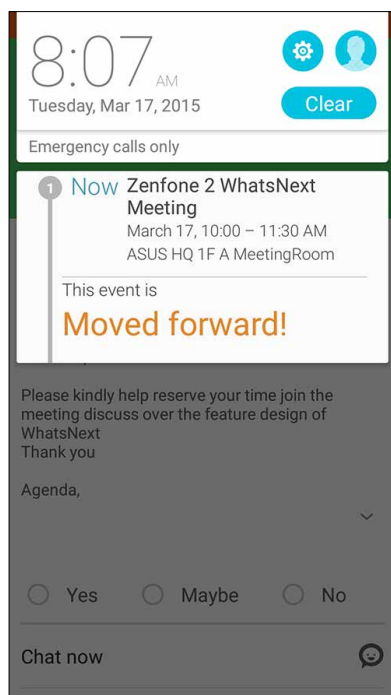 8:07 AM
Tuesday, Mar 17, 2015
Clear
Emergency calls only
1 Now Zenfone 2 WhatsNext
Meeting
March 17, 10:00 – 11:30 AM
ASUS HQ 1F A MeetingRoom
This event is
Moved forward!
Please kindly help reserve your time join the
meeting discuss over the feature design of
WhatsNext
Thank you
Agenda,
Yes Maybe No
Chat now